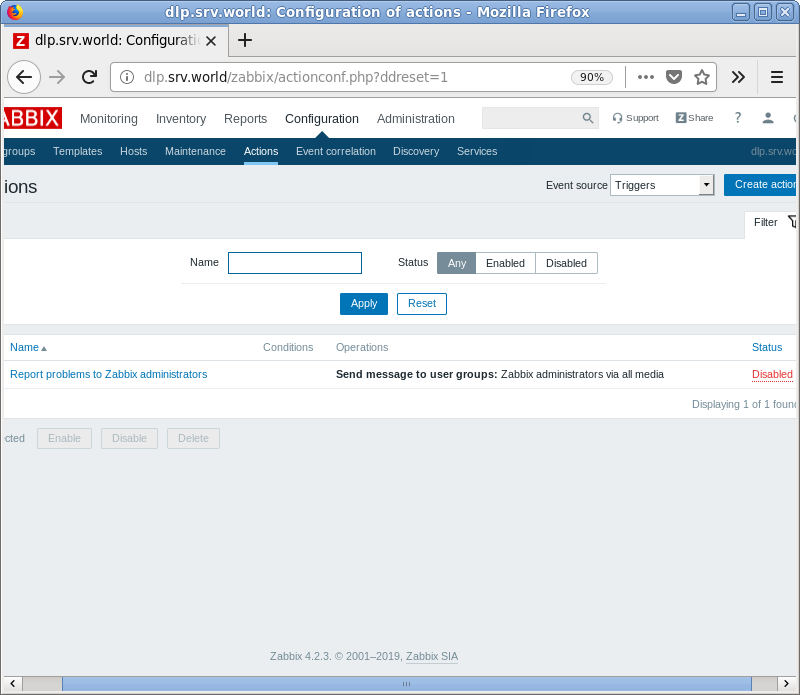 dlp.srv.world: Configuration of actions - Mozilla Firefox
Z dlp.srv.world: Configurati
dlp.srv.world/zabbix/actionconf.php?ddreset=1 90%
ABBIX Monitoring Inventory Reports Configuration Administration Z Support Share ?
groups Templates Hosts Maintenance Actions Event correlation Discovery Services dlp.srv.wo
ions Event source Triggers Create action
Filter
Name Status Any Enabled Disabled
Apply Reset
Name Conditions Operations Status
Report problems to Zabbix administrators Send message to user groups: Zabbix administrators via all media Disabled
Displaying 1 of 1 found
cted Enable Disable Delete
Zabbix 4.2.3. © 2001–2019, Zabbix SIA